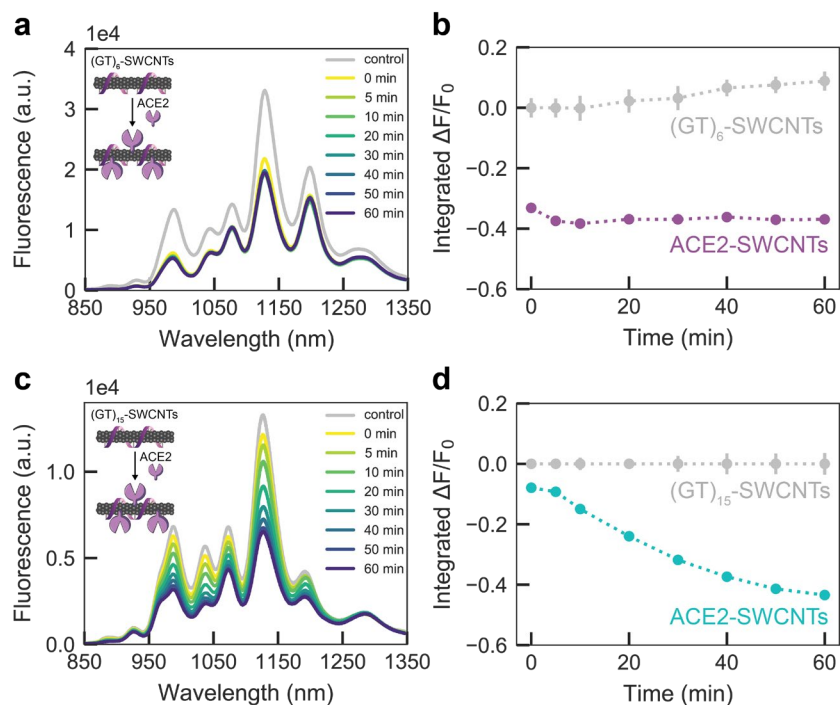 a
1e4
Fluorescence (a.u.)
4
3
2
1
0
850
950
1050
1150
1250
1350
Wavelength (nm)
(GT)₆-SWCNTs
ACE2
control
0 min
5 min
10 min
20 min
30 min
40 min
50 min
60 min
b
Integrated ΔF/F₀
0.2
0.0
−0.2
−0.4
−0.6
0
20
40
60
Time (min)
(GT)₆-SWCNTs
ACE2-SWCNTs
c
1e4
Fluorescence (a.u.)
1.0
0.5
0.0
850
950
1050
1150
1250
1350
Wavelength (nm)
(GT)₁₅-SWCNTs
ACE2
control
0 min
5 min
10 min
20 min
30 min
40 min
50 min
60 min
d
Integrated ΔF/F₀
0.2
0.0
−0.2
−0.4
−0.6
0
20
40
60
Time (min)
(GT)₁₅-SWCNTs
ACE2-SWCNTs